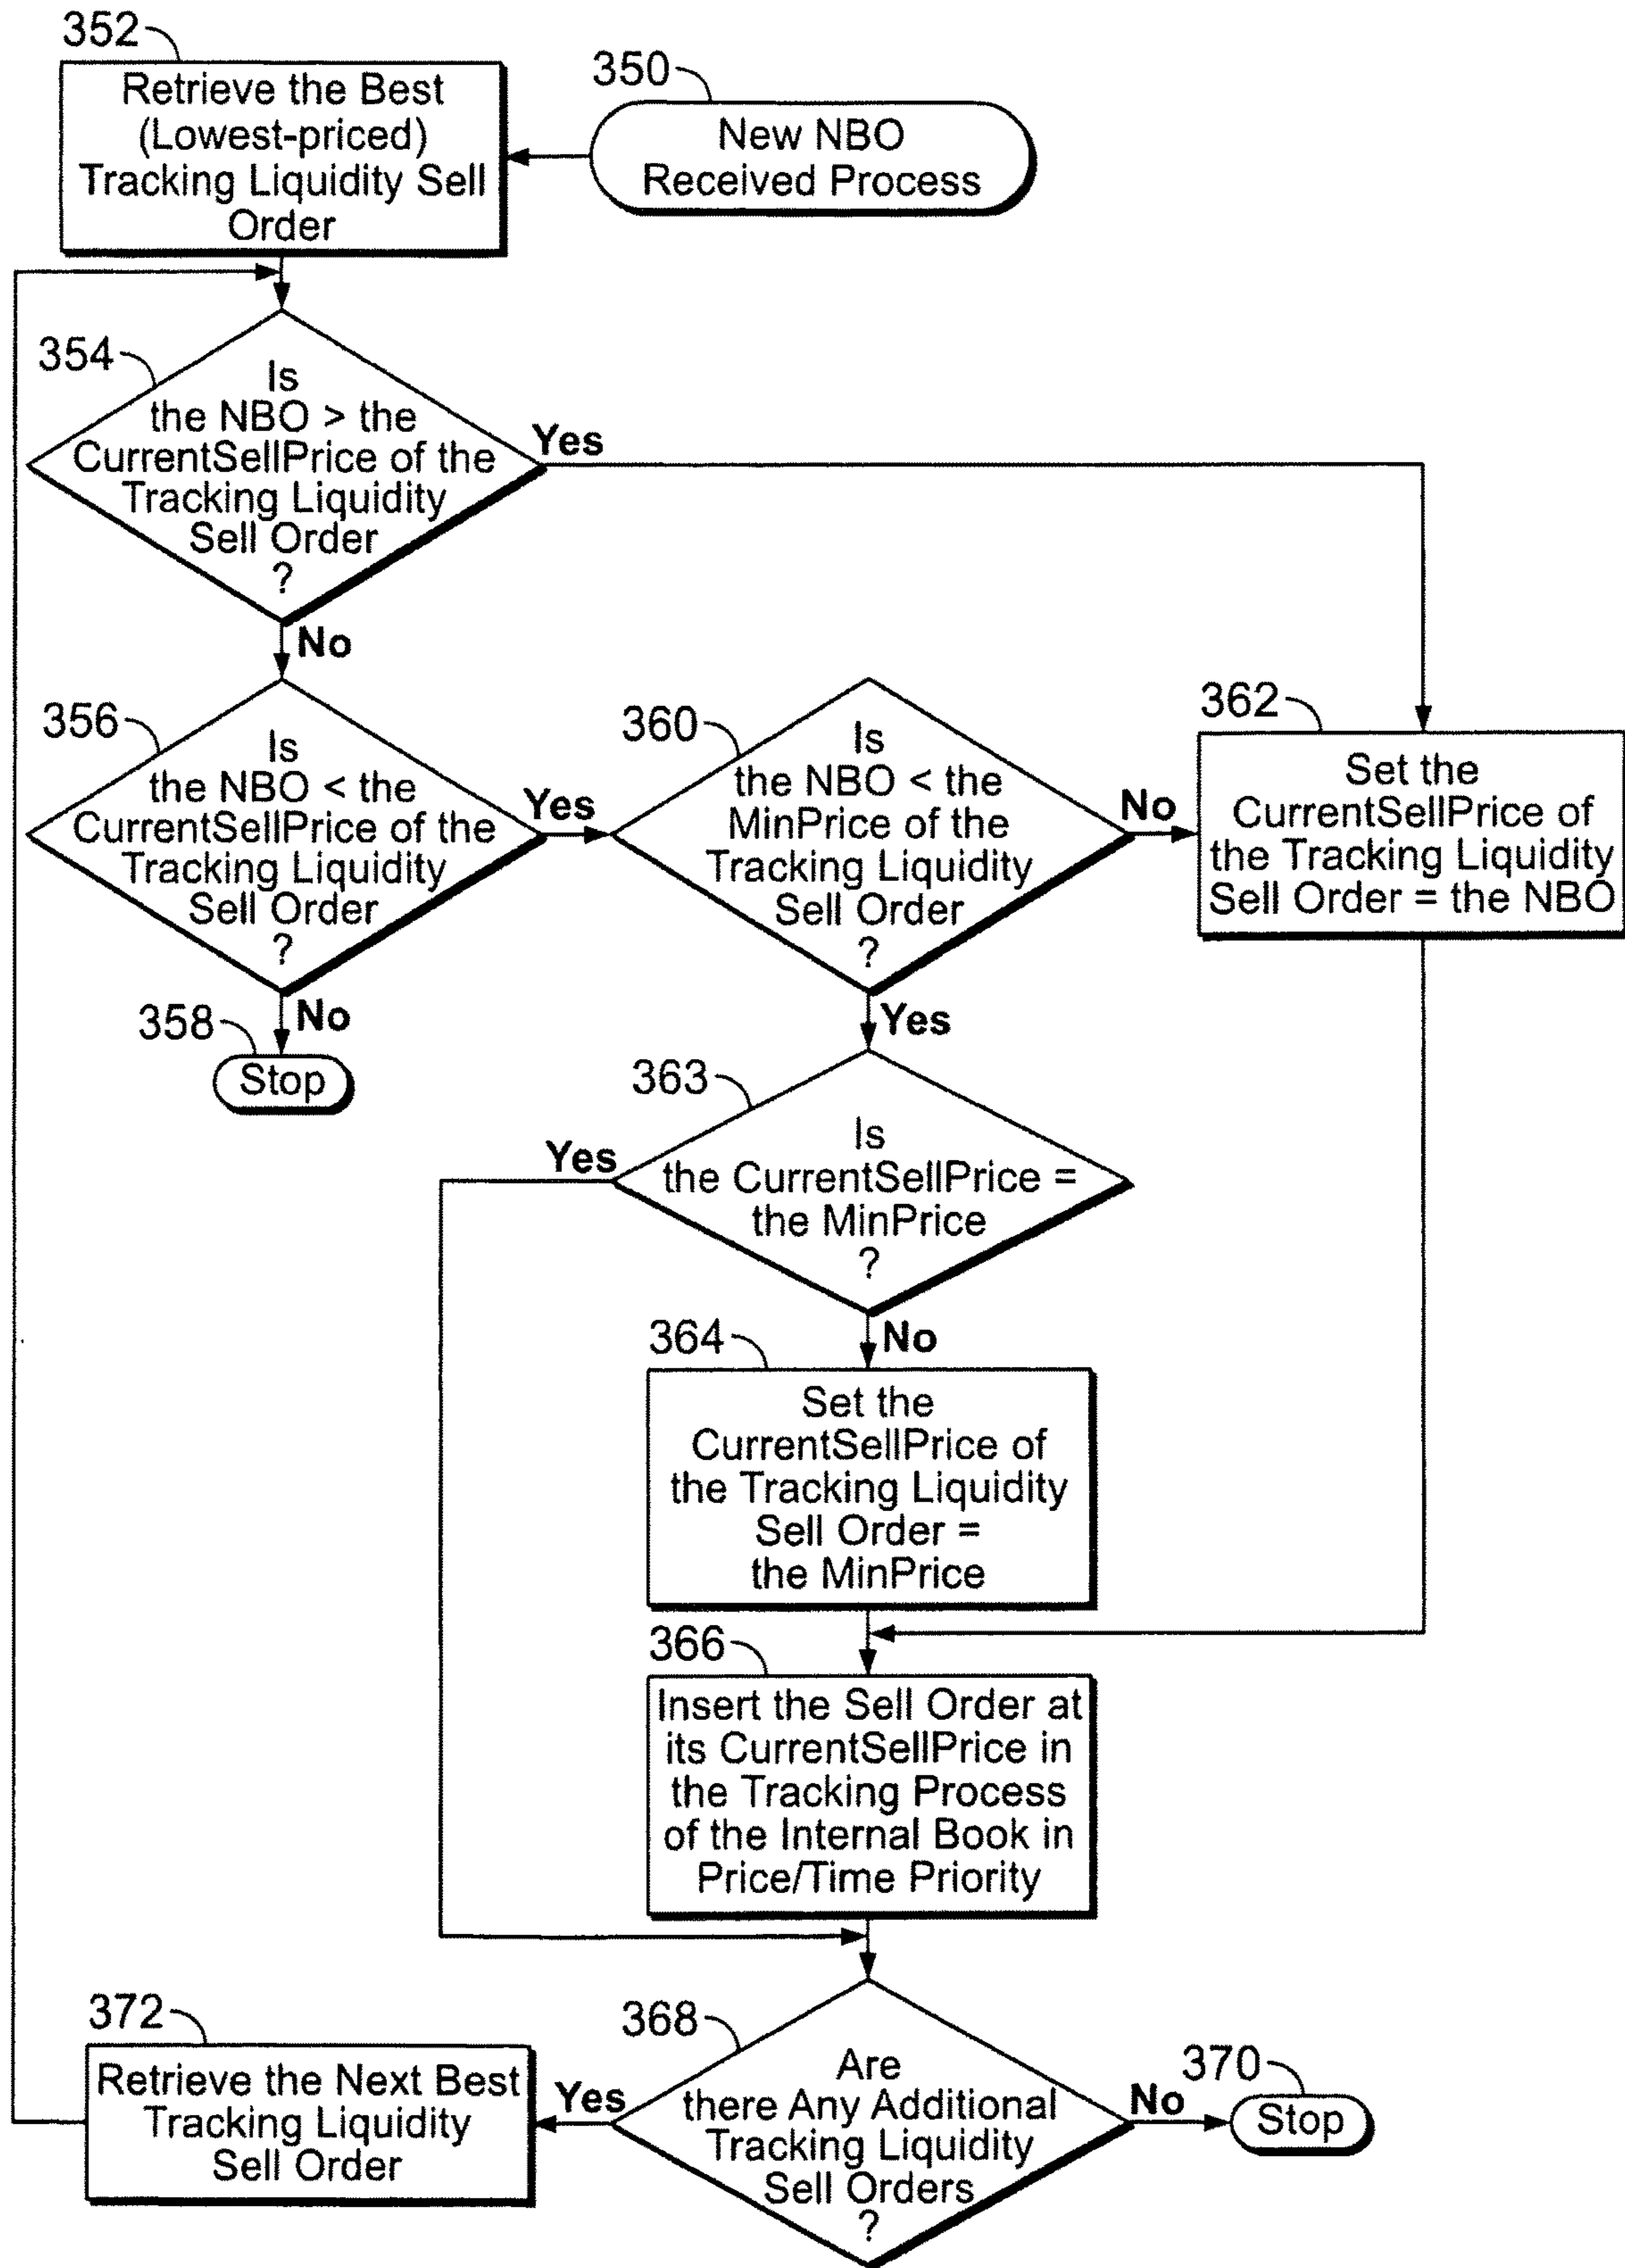 352
Retrieve the Best
(Lowest-priced)
Tracking Liquidity Sell
Order
350
New NBO
Received Process
354
Is
the NBO > the
CurrentSellPrice of the
Tracking Liquidity
Sell Order
?
Yes
No
356
Is
the NBO < the
CurrentSellPrice of the
Tracking Liquidity
Sell Order
?
Yes
No
358
Stop
360
Is
the NBO < the
MinPrice of the
Tracking Liquidity
Sell Order
?
No
Yes
362
Set the
CurrentSellPrice of
the Tracking Liquidity
Sell Order = the NBO
363
Is
the CurrentSellPrice =
the MinPrice
?
Yes
No
364
Set the
CurrentSellPrice of
the Tracking Liquidity
Sell Order =
the MinPrice
366
Insert the Sell Order at
its CurrentSellPrice in
the Tracking Process
of the Internal Book in
Price/Time Priority
368
Are
there Any Additional
Tracking Liquidity
Sell Orders
?
Yes
No
370
Stop
372
Retrieve the Next Best
Tracking Liquidity
Sell Order